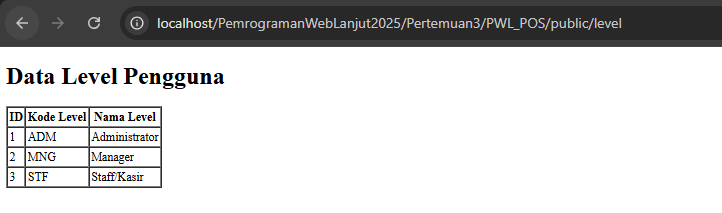 localhost/PemrogramanWebLanjut2025/Pertemuan3/PWL_POS/public/level
Data Level Pengguna
ID Kode Level Nama Level
1 ADM Administrator
2 MNG Manager
3 STF Staff/Kasir